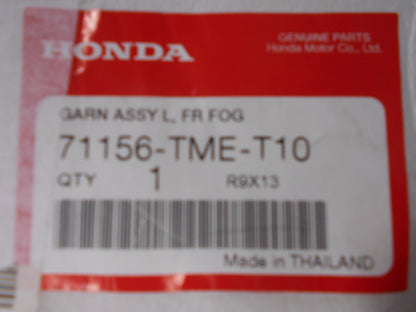 HONDA
GENUINE PARTS
Honda Motor Co., Ltd.
GARN ASSY L, FR FOG
71156-TME-T10
QTY 1 R9X13
Made in THAILAND